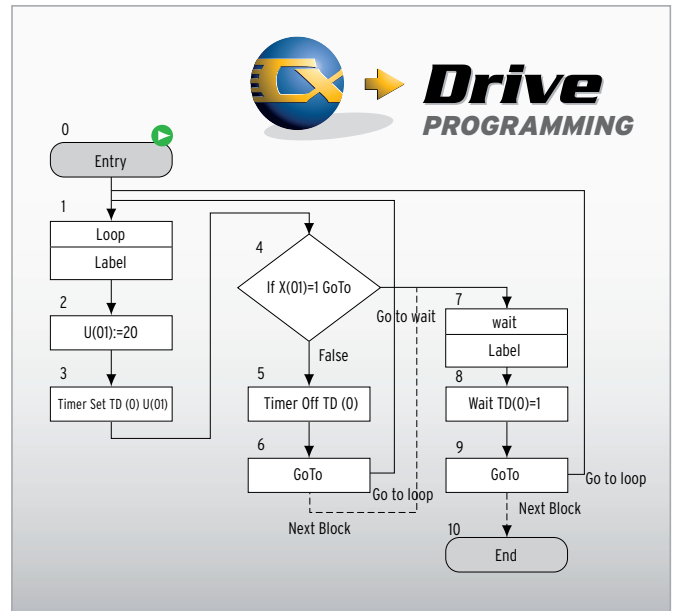 CX
Drive
PROGRAMMING
0
Entry
1
Loop
Label
2
U(01):=20
3
Timer Set TD (0) U(01)
4
If X(01)=1 GoTo
Go to wait
False
5
Timer Off TD (0)
6
GoTo
Go to loop
Next Block
7
wait
Label
8
Wait TD(0)=1
9
GoTo
Go to loop
Next Block
10
End